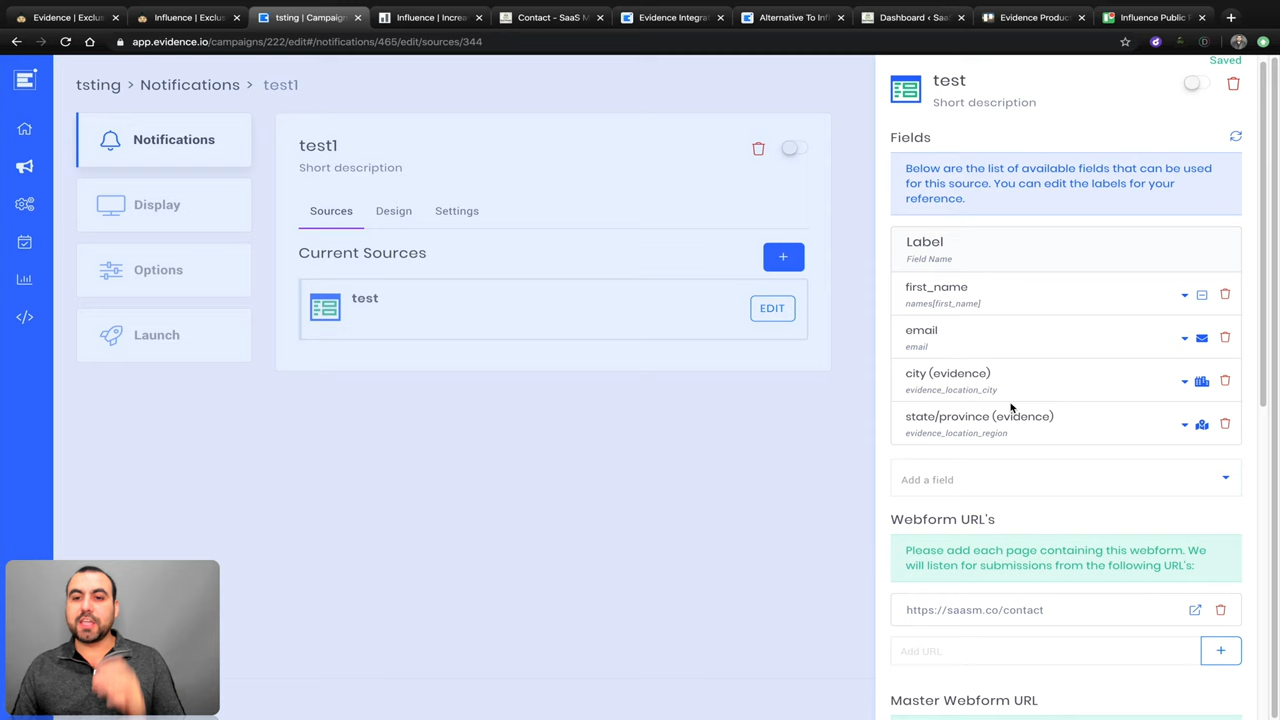 Evidence | Exclus
Influence | Exclus
tsting | Campaign
Influence | Increa
Contact - SaaS M
Evidence Integrat
Alternative To Infl
Dashboard ‹ SaaS
Evidence Product
Influence Public R
app.evidence.io/campaigns/222/edit#/notifications/465/edit/sources/344
tsting > Notifications > test1
Notifications
Display
Options
Launch
test1
Short description
Sources Design Settings
Current Sources
+
test
EDIT
Saved
test
Short description
Fields
Below are the list of available fields that can be used
for this source. You can edit the labels for your
reference.
Label
Field Name
first_name
names[first_name]
email
email
city (evidence)
evidence_location_city
state/province (evidence)
evidence_location_region
Add a field
Webform URL's
Please add each page containing this webform. We
will listen for submissions from the following URL's:
https://saasm.co/contact
Add URL
+
Master Webform URL